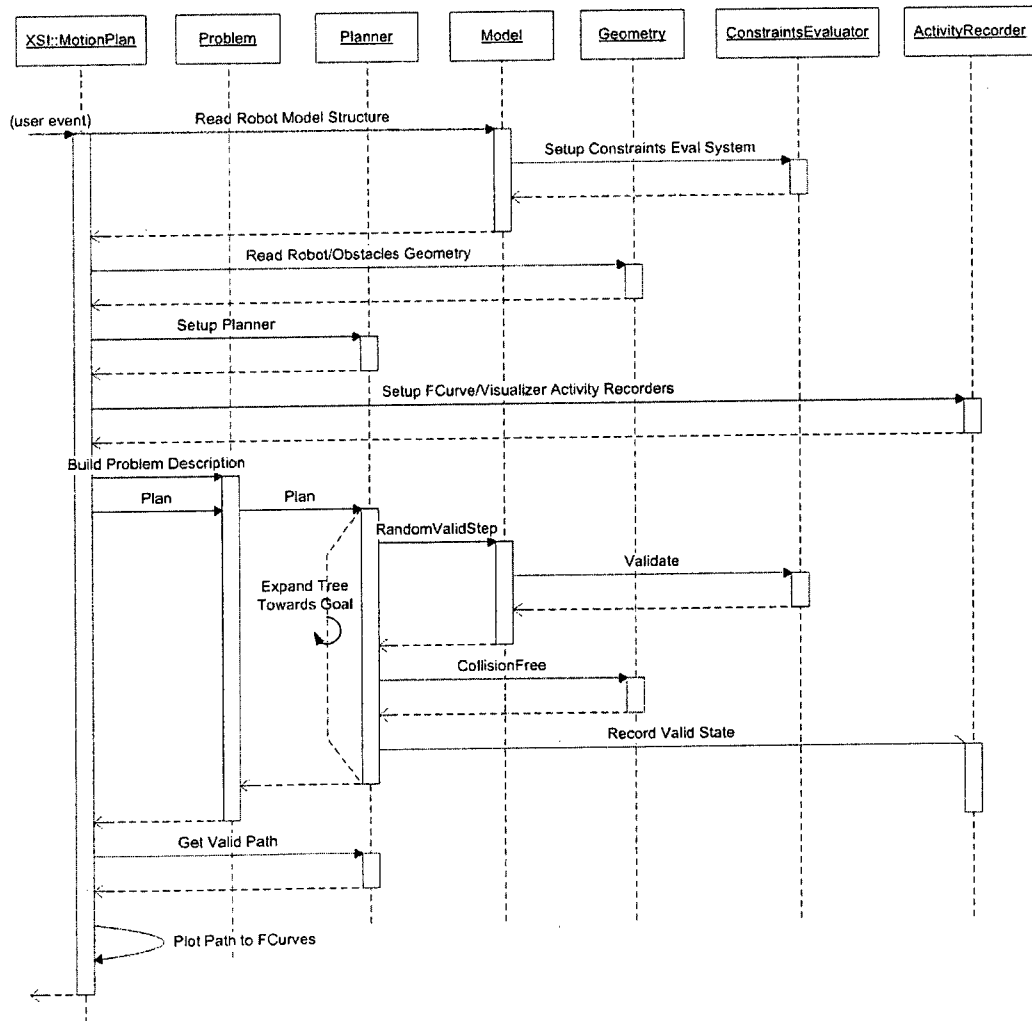 XSI::MotionPlan
Problem
Planner
Model
Geometry
ConstraintsEvaluator
ActivityRecorder
(user event)
Read Robot Model Structure
Setup Constraints Eval System
Read Robot/Obstacles Geometry
Setup Planner
Setup FCurve/Visualizer Activity Recorders
Build Problem Description
Plan
Plan
RandomValidStep
Validate
Expand Tree
Towards Goal
CollisionFree
Record Valid State
Get Valid Path
Plot Path to FCurves